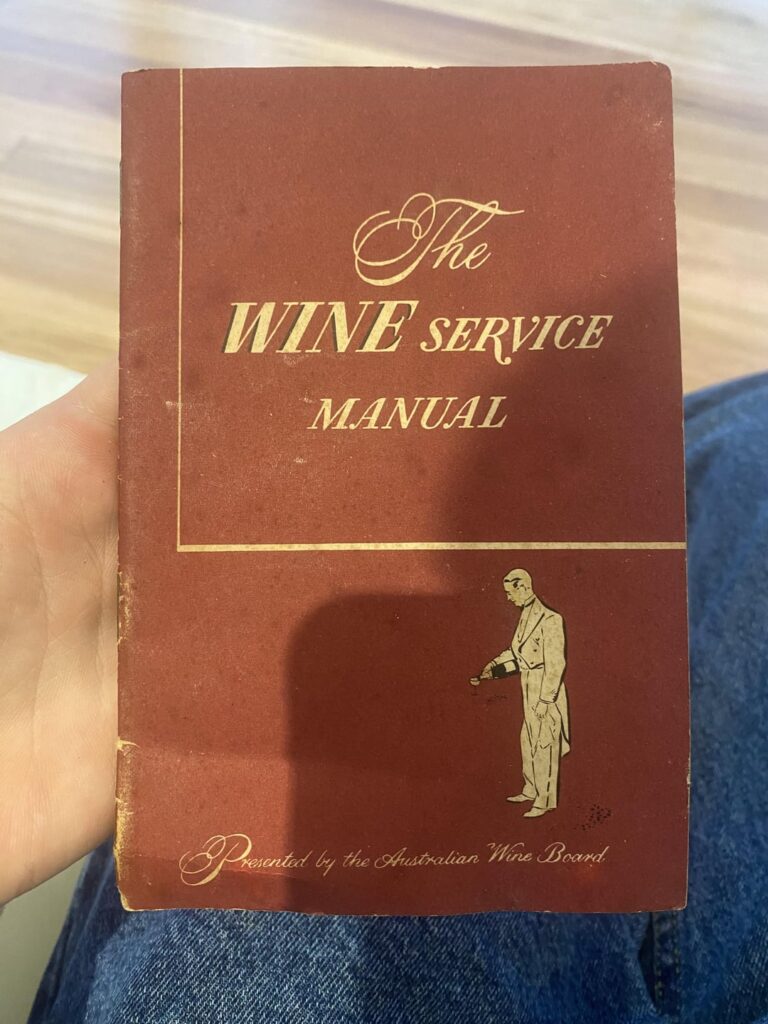 The
WINE SERVICE
MANUAL
Presented by the Australian Wine Board